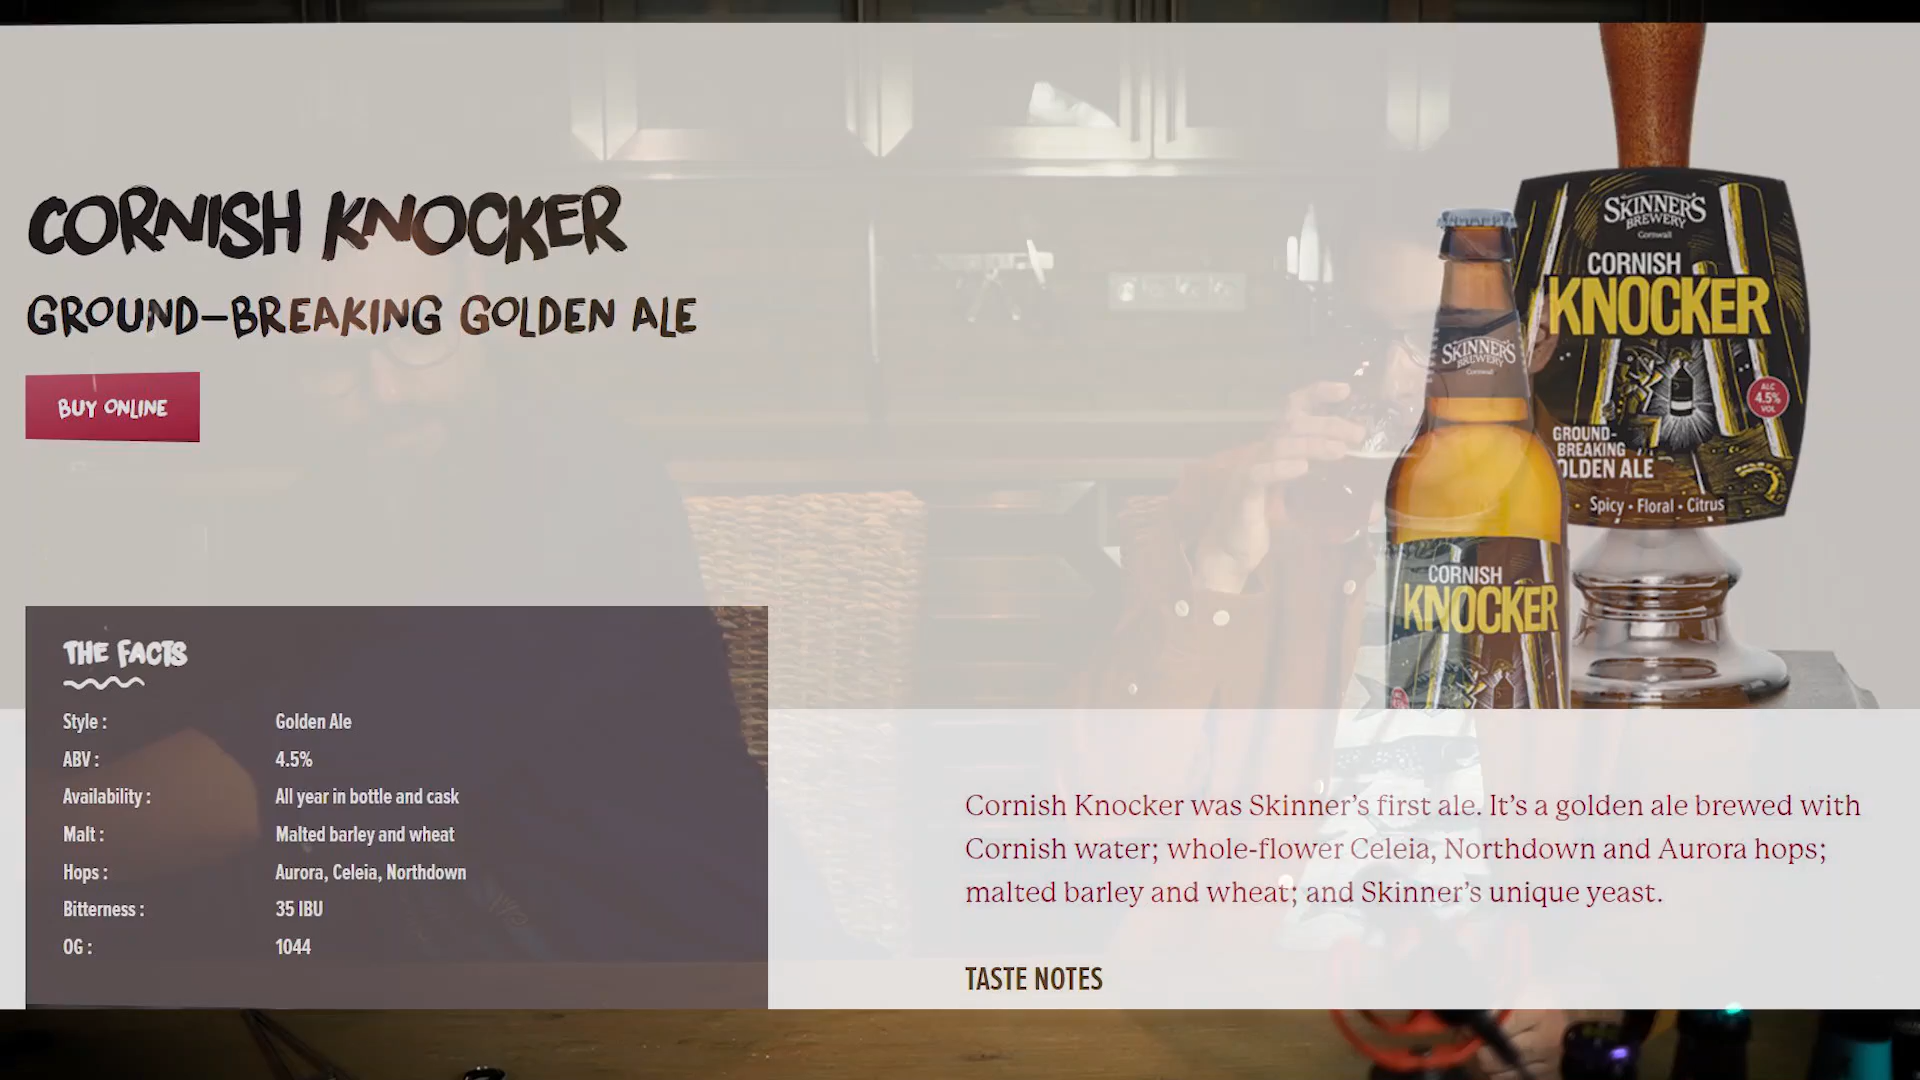 CORNISH KNOCKER
GROUND-BREAKING GOLDEN ALE
BUY ONLINE
THE FACTS
Style : Golden Ale
ABV : 4.5%
Availability : All year in bottle and cask
Malt : Malted barley and wheat
Hops : Aurora, Celeia, Northdown
Bitterness : 35 IBU
OG : 1044
SKINNER'S
BREWERY
Cornwall
CORNISH
KNOCKER
ALC
4.5%
VOL
GROUND-
BREAKING
OLDEN ALE
Spicy • Floral • Citrus
SKINNER'S
BREWERY
Cornwall
CORNISH
KNOCKER
Cornish Knocker was Skinner's first ale. It's a golden ale brewed with
Cornish water; whole-flower Celeia, Northdown and Aurora hops;
malted barley and wheat; and Skinner's unique yeast.
TASTE NOTES